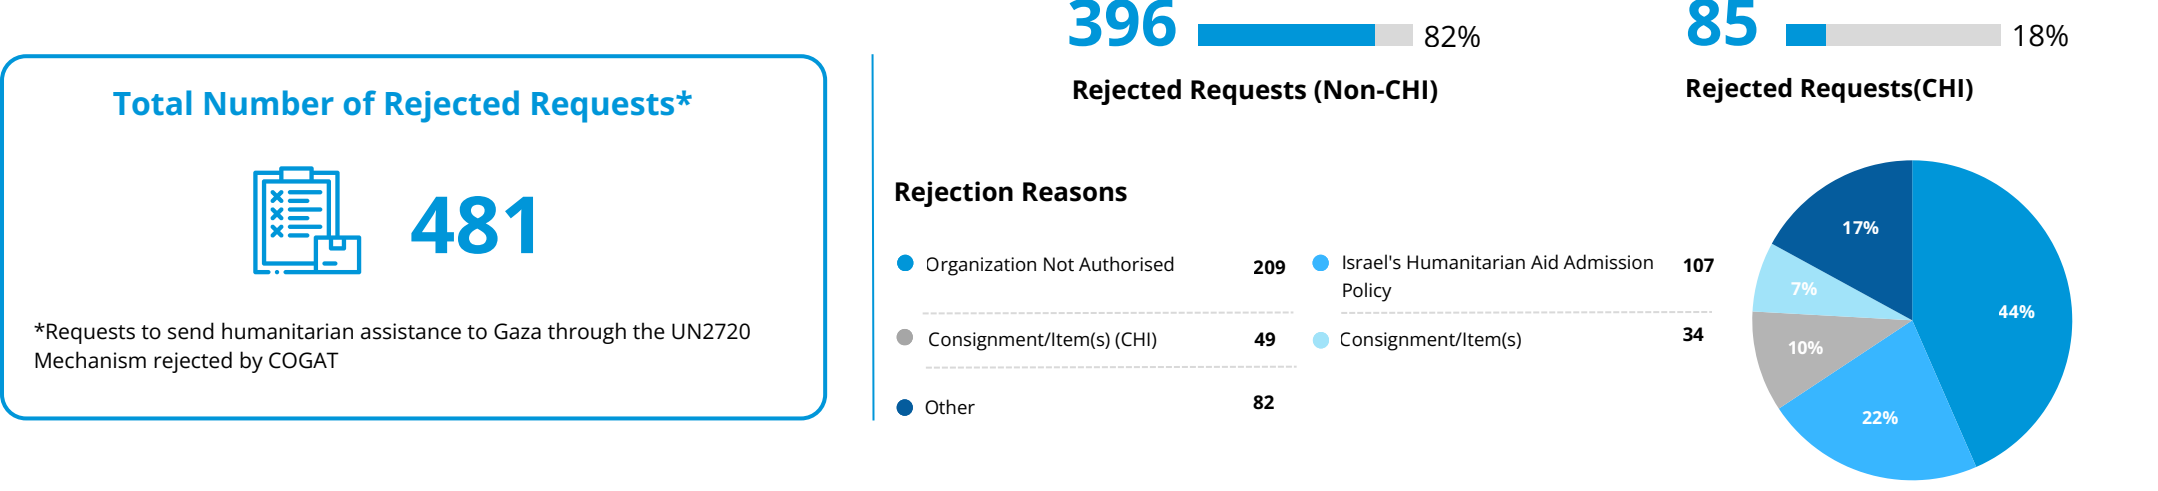 Total Number of Rejected Requests*
481
*Requests to send humanitarian assistance to Gaza through the UN2720
Mechanism rejected by COGAT
396
82%
Rejected Requests (Non-CHI)
85
18%
Rejected Requests(CHI)
Rejection Reasons
Organization Not Authorised
209
Israel's Humanitarian Aid Admission
Policy
107
Consignment/Item(s) (CHI)
49
Consignment/Item(s)
34
Other
82
17%
7%
44%
10%
22%